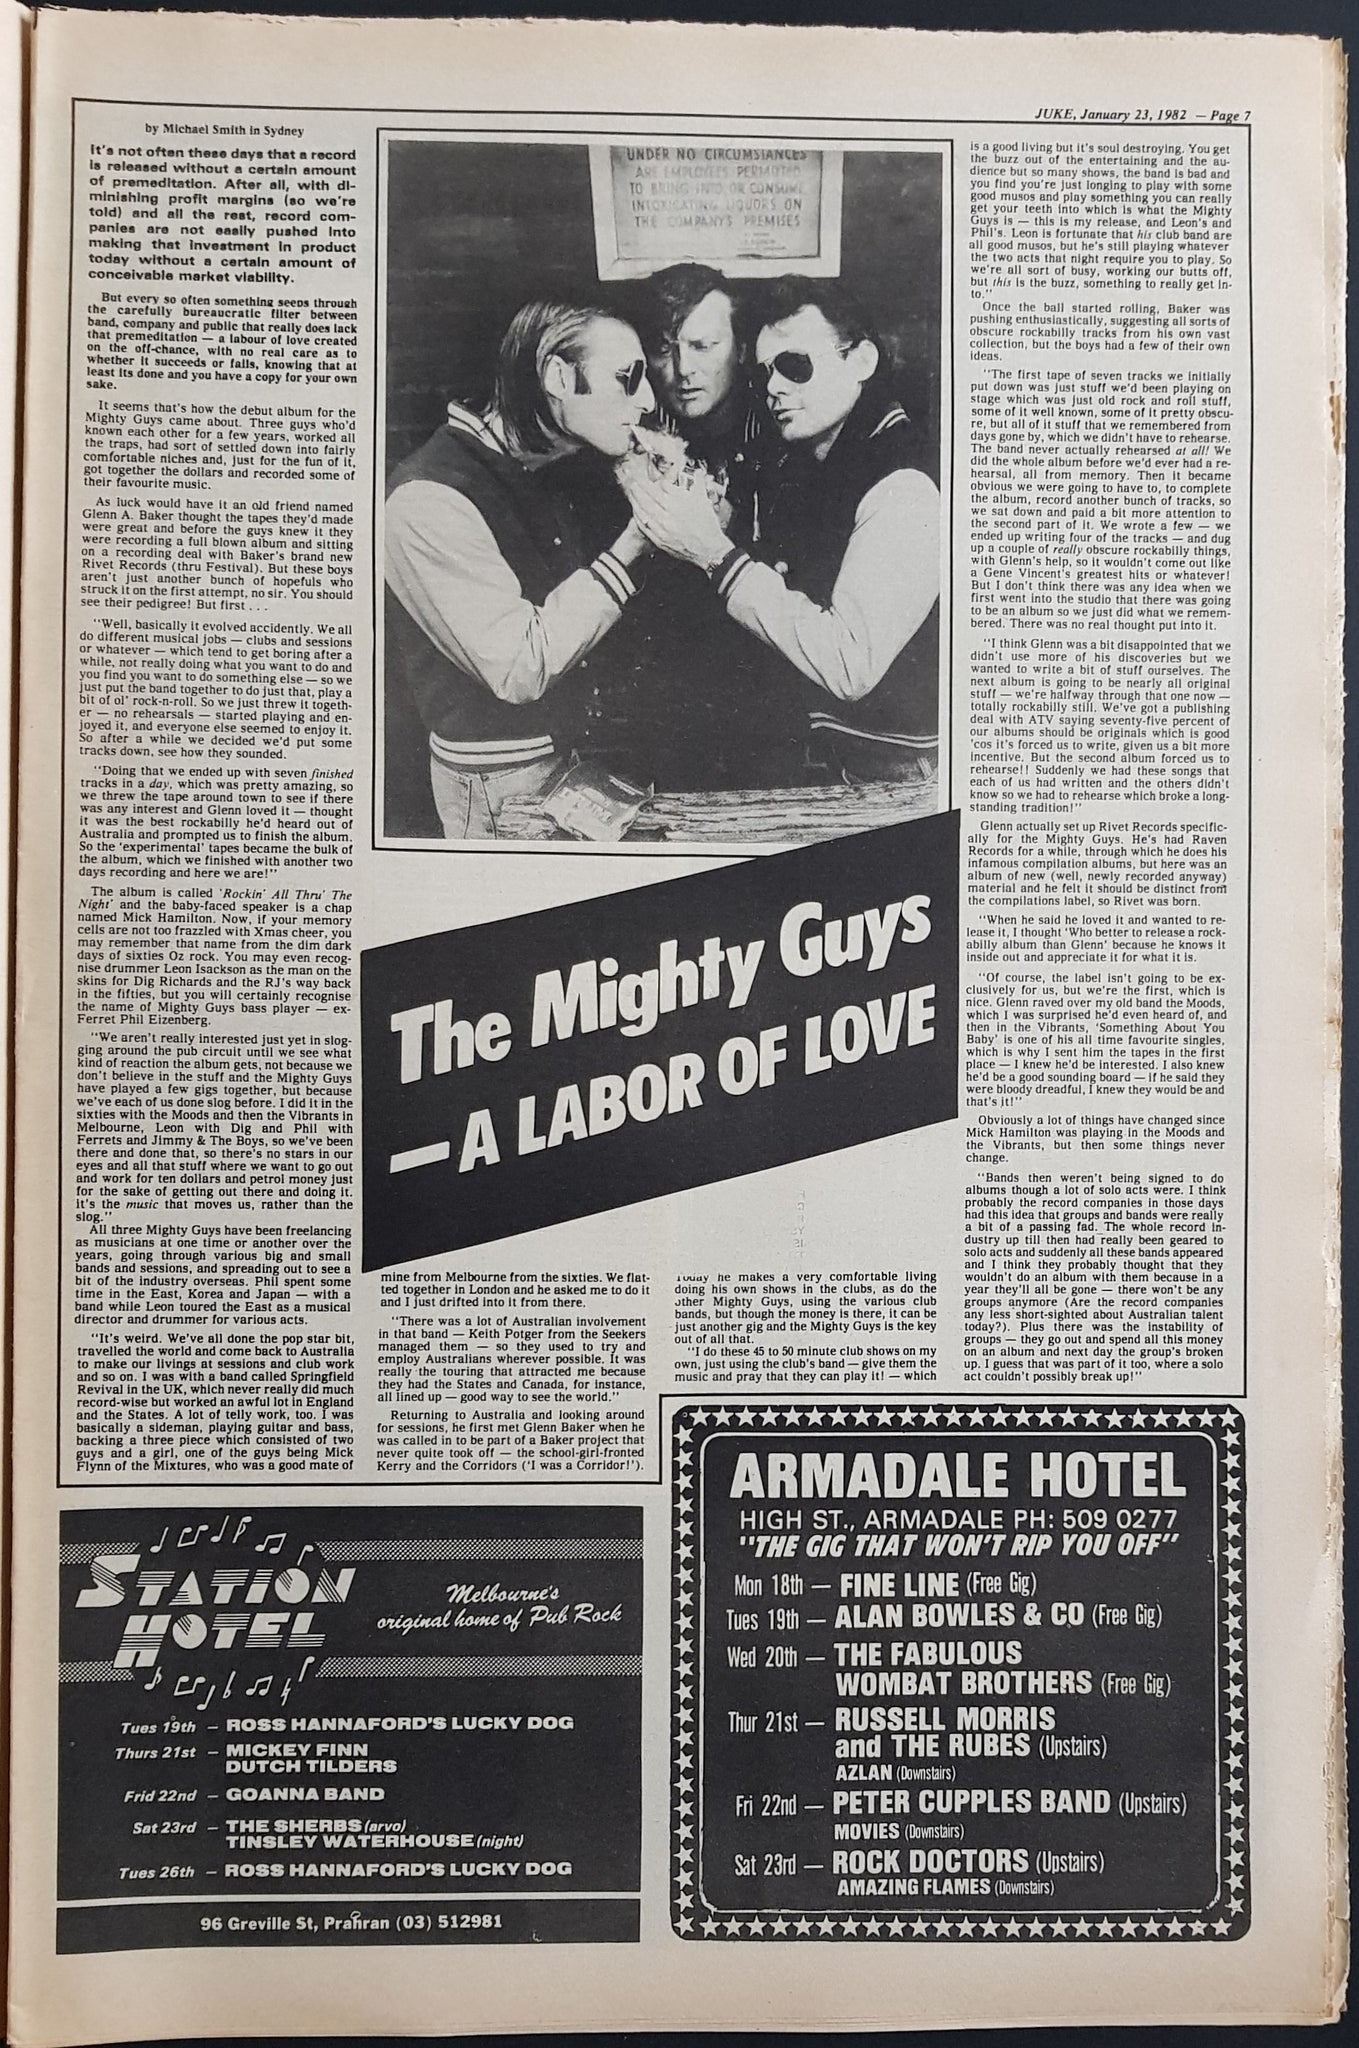 JUKE, January 23, 1982 — Page 7
by Michael Smith in Sydney
It's not often these days that a record
is released without a certain amount
of premeditation. After all, with di-
minishing profit margins (so we're
told) and all the rest, record com-
panies are not easily pushed into
making that investment in product
today without a certain amount of
conceivable market viability.
But every so often something seeps through
the carefully bureaucratic filter between
band, company and public that really does lack
that premeditation — a labour of love created
on the off-chance, with no real care as to
whether it succeeds or fails, knowing that at
least its done and you have a copy for your own
sake.
It seems that's how the debut album for the
Mighty Guys came about. Three guys who'd
known each other for a few years, worked all
the traps, had sort of settled down into fairly
comfortable niches and, just for the fun of it,
got together the dollars and recorded some of
their favourite music.
As luck would have it an old friend named
Glenn A. Baker thought the tapes they'd made
were great and before the guys knew it they
were recording a full blown album and sitting
on a recording deal with Baker's brand new
Rivet Records (thru Festival). But these boys
aren't just another bunch of hopefuls who
struck it on the first attempt, no sir. You should
see their pedigree! But first . . .
"Well, basically it evolved accidently. We all
do different musical jobs — clubs and sessions
or whatever — which tend to get boring after a
while, not really doing what you want to do and
you find you want to do something else — so we
just put the band together to do just that, play a
bit of ol' rock-n-roll. So we just threw it togeth-
er — no rehearsals — started playing and en-
joyed it, and everyone else seemed to enjoy it.
So after a while we decided we'd put some
tracks down, see how they sounded.
"Doing that we ended up with seven finished
tracks in a day, which was pretty amazing, so
we threw the tape around town to see if there
was any interest and Glenn loved it — thought
it was the best rockabilly he'd heard out of
Australia and prompted us to finish the album.
So the 'experimental' tapes became the bulk of
the album, which we finished with another two
days recording and here we are!"
The album is called 'Rockin' All Thru' The
Night' and the baby-faced speaker is a chap
named Mick Hamilton. Now, if your memory
cells are not too frazzled with Xmas cheer, you
may remember that name from the dim dark
days of sixties Oz rock. You may even recog-
nise drummer Leon Isackson as the man on the
skins for Dig Richards and the RJ's way back
in the fifties, but you will certainly recognise
the name of Mighty Guys bass player — ex-
Ferret Phil Eizenberg.
"We aren't really interested just yet in slog-
ging around the pub circuit until we see what
kind of reaction the album gets, not because we
don't believe in the stuff and the Mighty Guys
have played a few gigs together, but because
we've each of us done slog before. I did it in the
sixties with the Moods and then the Vibrants in
Melbourne, Leon with Dig and Phil with
Ferrets and Jimmy & The Boys, so we've been
there and done that, so there's no stars in our
eyes and all that stuff where we want to go out
and work for ten dollars and petrol money just
for the sake of getting out there and doing it.
it's the music that moves us, rather than the
slog."
All three Mighty Guys have been freelancing
as musicians at one time or another over the
years, going through various big and small
bands and sessions, and spreading out to see a
bit of the industry overseas. Phil spent some
time in the East, Korea and Japan — with a
band while Leon toured the East as a musical
director and drummer for various acts.
"It's weird. We've all done the pop star bit,
travelled the world and come back to Australia
to make our livings at sessions and club work
and so on. I was with a band called Springfield
Revival in the UK, which never really did much
record-wise but worked an awful lot in England
and the States. A lot of telly work, too. I was
basically a sideman, playing guitar and bass,
backing a three piece which consisted of two
guys and a girl, one of the guys being Mick
Flynn of the Mixtures, who was a good mate of
UNDER NO CIRCUMSTANCES
ARE EMPLOYEES PERMITTED
TO BRING INTO OR CONSUME
INTOXICATING LIQUORS ON
THE COMPANY'S PREMISES
The Mighty Guys
— A LABOR OF LOVE
mine from Melbourne from the sixties. We flat-
ted together in London and he asked me to do it
and I just drifted into it from there.
"There was a lot of Australian involvement
in that band — Keith Potger from the Seekers
managed them — so they used to try and
employ Australians wherever possible. It was
really the touring that attracted me because
they had the States and Canada, for instance,
all lined up — good way to see the world."
Returning to Australia and looking around
for sessions, he first met Glenn Baker when he
was called in to be part of a Baker project that
never quite took off — the school-girl-fronted
Kerry and the Corridors ('I was a Corridor!').
Today he makes a very comfortable living
doing his own shows in the clubs, as do the
other Mighty Guys, using the various club
bands, but though the money is there, it can be
just another gig and the Mighty Guys is the key
out of all that.
"I do these 45 to 50 minute club shows on my
own, just using the club's band — give them the
music and pray that they can play it! — which
is a good living but it's soul destroying. You get
the buzz out of the entertaining and the au-
dience but so many shows, the band is bad and
you find you're just longing to play with some
good musos and play something you can really
get your teeth into which is what the Mighty
Guys is — this is my release, and Leon's and
Phil's. Leon is fortunate that his club band are
all good musos, but he's still playing whatever
the two acts that night require you to play. So
we're all sort of busy, working our butts off,
but this is the buzz, something to really get in-
to."
Once the ball started rolling, Baker was
pushing enthusiastically, suggesting all sorts of
obscure rockabilly tracks from his own vast
collection, but the boys had a few of their own
ideas.
"The first tape of seven tracks we initially
put down was just stuff we'd been playing on
stage which was just old rock and roll stuff,
some of it well known, some of it pretty obscu-
re, but all of it stuff that we remembered from
days gone by, which we didn't have to rehearse.
The band never actually rehearsed at all! We
did the whole album before we'd ever had a re-
hearsal, all from memory. Then it became
obvious we were going to have to, to complete
the album, record another bunch of tracks, so
we sat down and paid a bit more attention to
the second part of it. We wrote a few — we
ended up writing four of the tracks — and dug
up a couple of really obscure rockabilly things,
with Glenn's help, so it wouldn't come out like
a Gene Vincent's greatest hits or whatever!
But I don't think there was any idea when we
first went into the studio that there was going
to be an album so we just did what we remem-
bered. There was no real thought put into it.
"I think Glenn was a bit disappointed that we
didn't use more of his discoveries but we
wanted to write a bit of stuff ourselves. The
next album is going to be nearly all original
stuff — we're halfway through that one now —
totally rockabilly still. We've got a publishing
deal with ATV saying seventy-five percent of
our albums should be originals which is good
'cos it's forced us to write, given us a bit more
incentive. But the second album forced us to
rehearse!! Suddenly we had these songs that
each of us had written and the others didn't
know so we had to rehearse which broke a long-
standing tradition!"
Glenn actually set up Rivet Records specific-
ally for the Mighty Guys. He's had Raven
Records for a while, through which he does his
infamous compilation albums, but here was an
album of new (well, newly recorded anyway)
material and he felt it should be distinct from
the compilations label, so Rivet was born.
"When he said he loved it and wanted to re-
lease it, I thought 'Who better to release a rock-
abilly album than Glenn' because he knows it
inside out and appreciate it for what it is.
"Of course, the label isn't going to be ex-
clusively for us, but we're the first, which is
nice. Glenn raved over my old band the Moods,
which I was surprised he'd even heard of, and
then in the Vibrants, 'Something About You
Baby' is one of his all time favourite singles,
which is why I sent him the tapes in the first
place — I knew he'd be interested. I also knew
he'd be a good sounding board — if he said they
were bloody dreadful, I knew they would be and
that's it!"
Obviously a lot of things have changed since
Mick Hamilton was playing in the Moods and
the Vibrants, but then some things never
change.
"Bands then weren't being signed to do
albums though a lot of solo acts were. I think
probably the record companies in those days
had this idea that groups and bands were really
a bit of a passing fad. The whole record in-
dustry up till then had really been geared to
solo acts and suddenly all these bands appeared
and I think they probably thought that they
wouldn't do an album with them because in a
year they'll all be gone — there won't be any
groups anymore (Are the record companies
any less short-sighted about Australian talent
today?). Plus there was the instability of
groups — they go out and spend all this money
on an album and next day the group's broken
up. I guess that was part of it too, where a solo
act couldn't possibly break up!"
STATION
HOTEL
Melbourne's
original home of Pub Rock
Tues 19th — ROSS HANNAFORD'S LUCKY DOG
Thurs 21st — MICKEY FINN
DUTCH TILDERS
Frid 22nd — GOANNA BAND
Sat 23rd — THE SHERBS (arvo)
TINSLEY WATERHOUSE (night)
Tues 26th — ROSS HANNAFORD'S LUCKY DOG
96 Greville St, Prahran (03) 512981
ARMADALE HOTEL
HIGH ST., ARMADALE PH: 509 0277
"THE GIG THAT WON'T RIP YOU OFF"
Mon 18th — FINE LINE (Free Gig)
Tues 19th — ALAN BOWLES & CO (Free Gig)
Wed 20th — THE FABULOUS
WOMBAT BROTHERS (Free Gig)
Thur 21st — RUSSELL MORRIS
and THE RUBES (Upstairs)
AZLAN (Downstairs)
Fri 22nd — PETER CUPPLES BAND (Upstairs)
MOVIES (Downstairs)
Sat 23rd — ROCK DOCTORS (Upstairs)
AMAZING FLAMES (Downstairs)